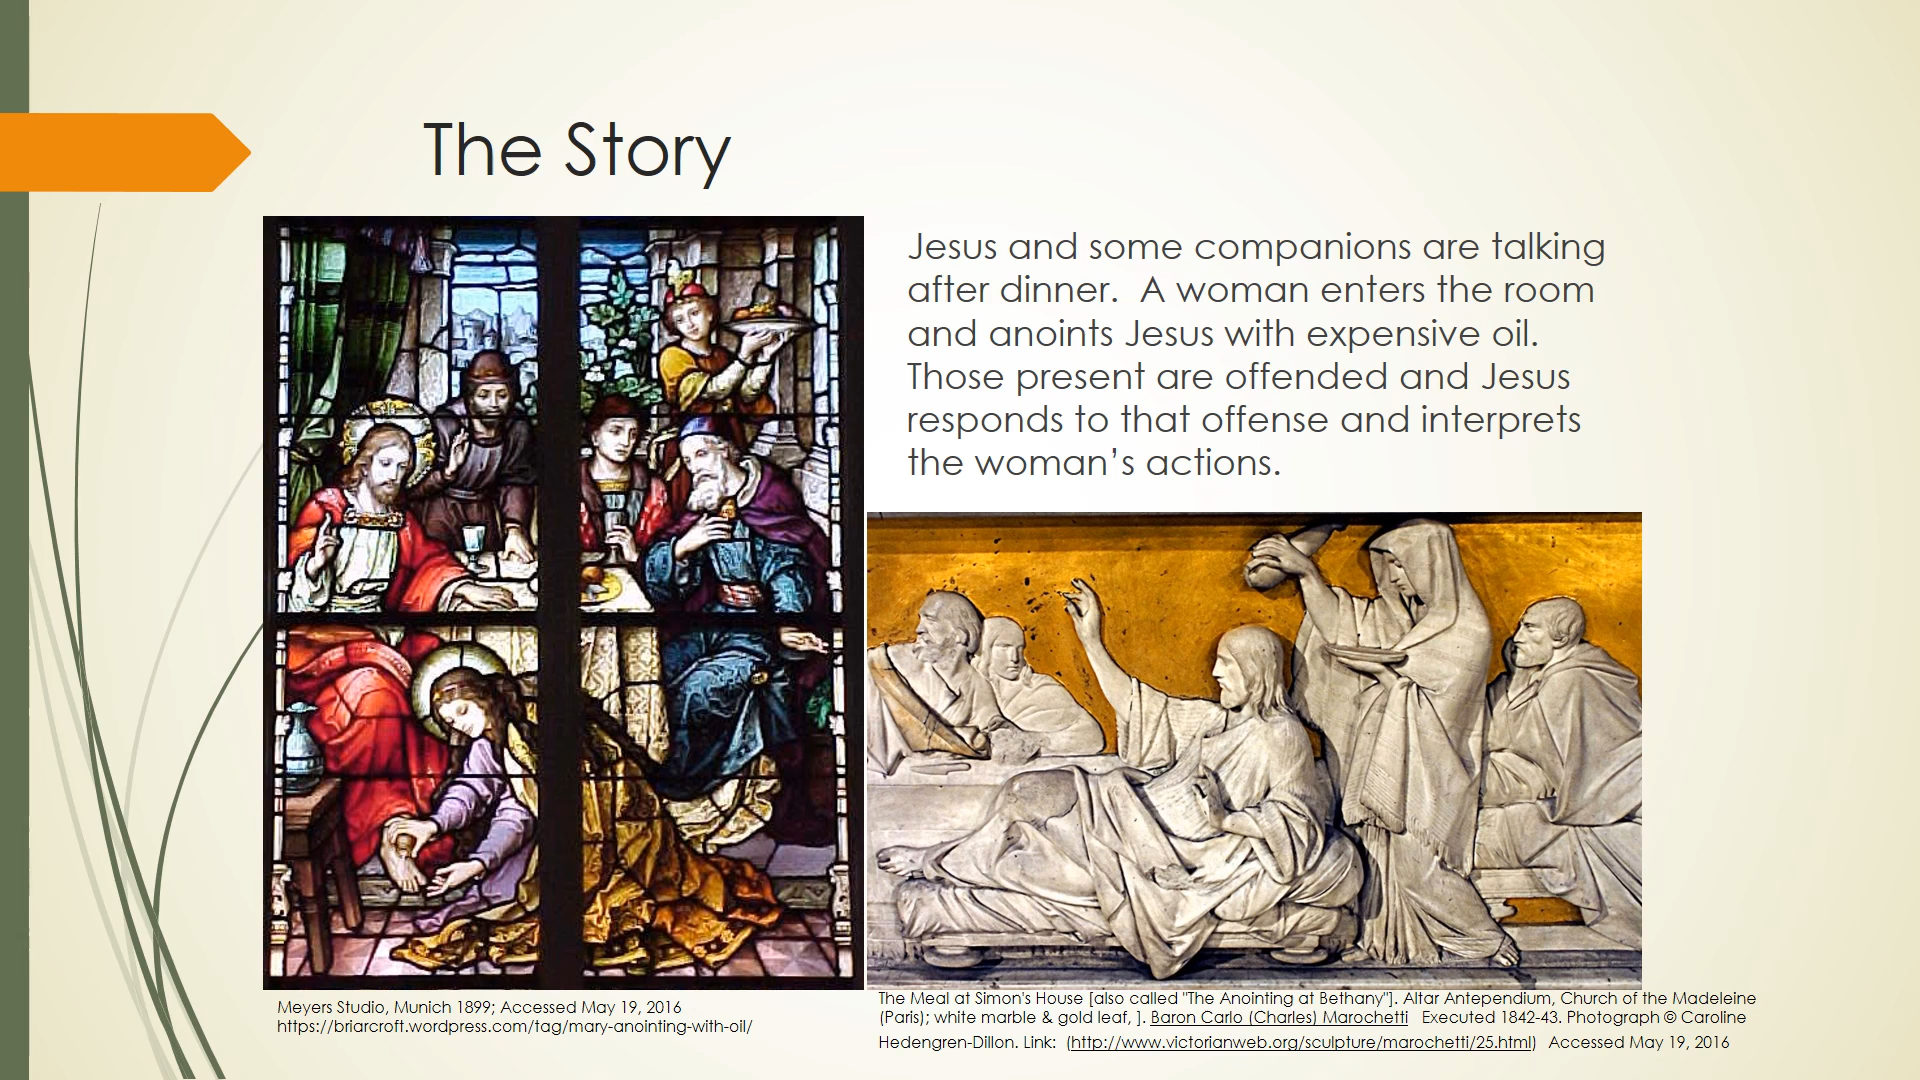 The Story
Jesus and some companions are talking
after dinner.  A woman enters the room
and anoints Jesus with expensive oil.
Those present are offended and Jesus
responds to that offense and interprets
the woman’s actions.
Meyers Studio, Munich 1899; Accessed May 19, 2016
https://briarcroft.wordpress.com/tag/mary-anointing-with-oil/
The Meal at Simon's House [also called "The Anointing at Bethany"]. Altar Antependium, Church of the Madeleine
(Paris); white marble & gold leaf, ]. Baron Carlo (Charles) Marochetti   Executed 1842-43. Photograph © Caroline
Hedengren-Dillon. Link:  (http://www.victorianweb.org/sculpture/marochetti/25.html)  Accessed May 19, 2016